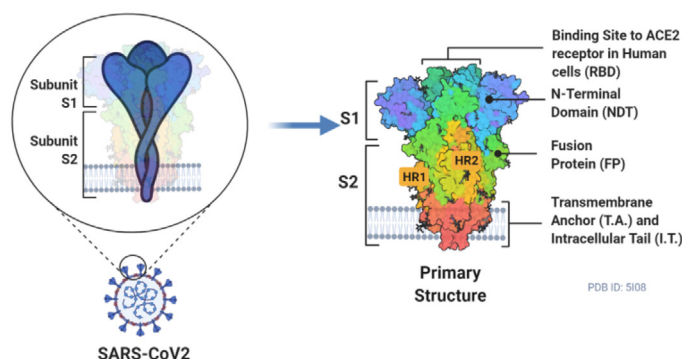 Subunit
S1
Subunit
S2
SARS-CoV2
S1
S2
HR1
HR2
Binding Site to ACE2
receptor in Human
cells (RBD)
N-Terminal
Domain (NDT)
Fusion
Protein (FP)
Transmembrane
Anchor (T.A.) and
Intracellular Tail (I.T.)
Primary
Structure
PDB ID: 5I08